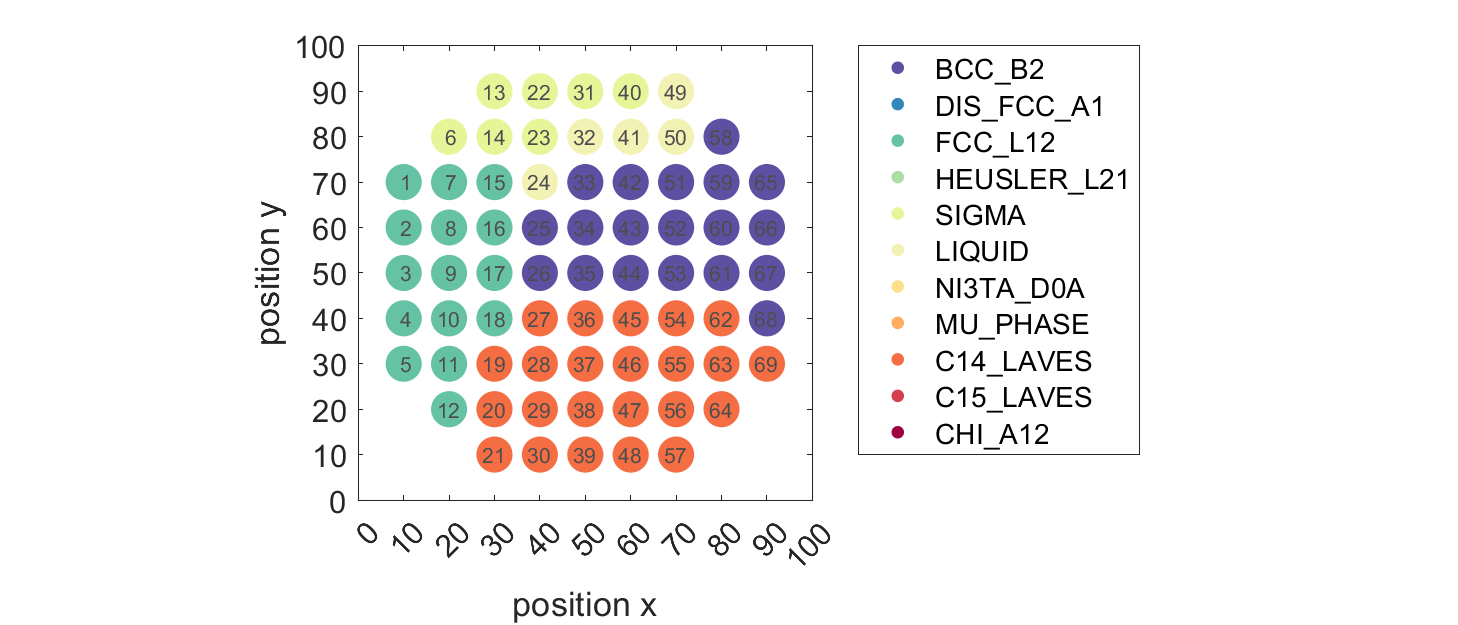 100
90
80
70
60
50
40
30
20
10
0
position y
13 22 31 40 49
6 14 23 32 41 50 58
1 7 15 24 33 42 51 59 65
2 8 16 25 34 43 52 60 66
3 9 17 26 35 44 53 61 67
4 10 18 27 36 45 54 62 68
5 11 19 28 37 46 55 63 69
12 20 29 38 47 56 64
21 30 39 48 57
0 10 20 30 40 50 60 70 80 90 100
position x
BCC_B2
DIS_FCC_A1
FCC_L12
HEUSLER_L21
SIGMA
LIQUID
NI3TA_D0A
MU_PHASE
C14_LAVES
C15_LAVES
CHI_A12